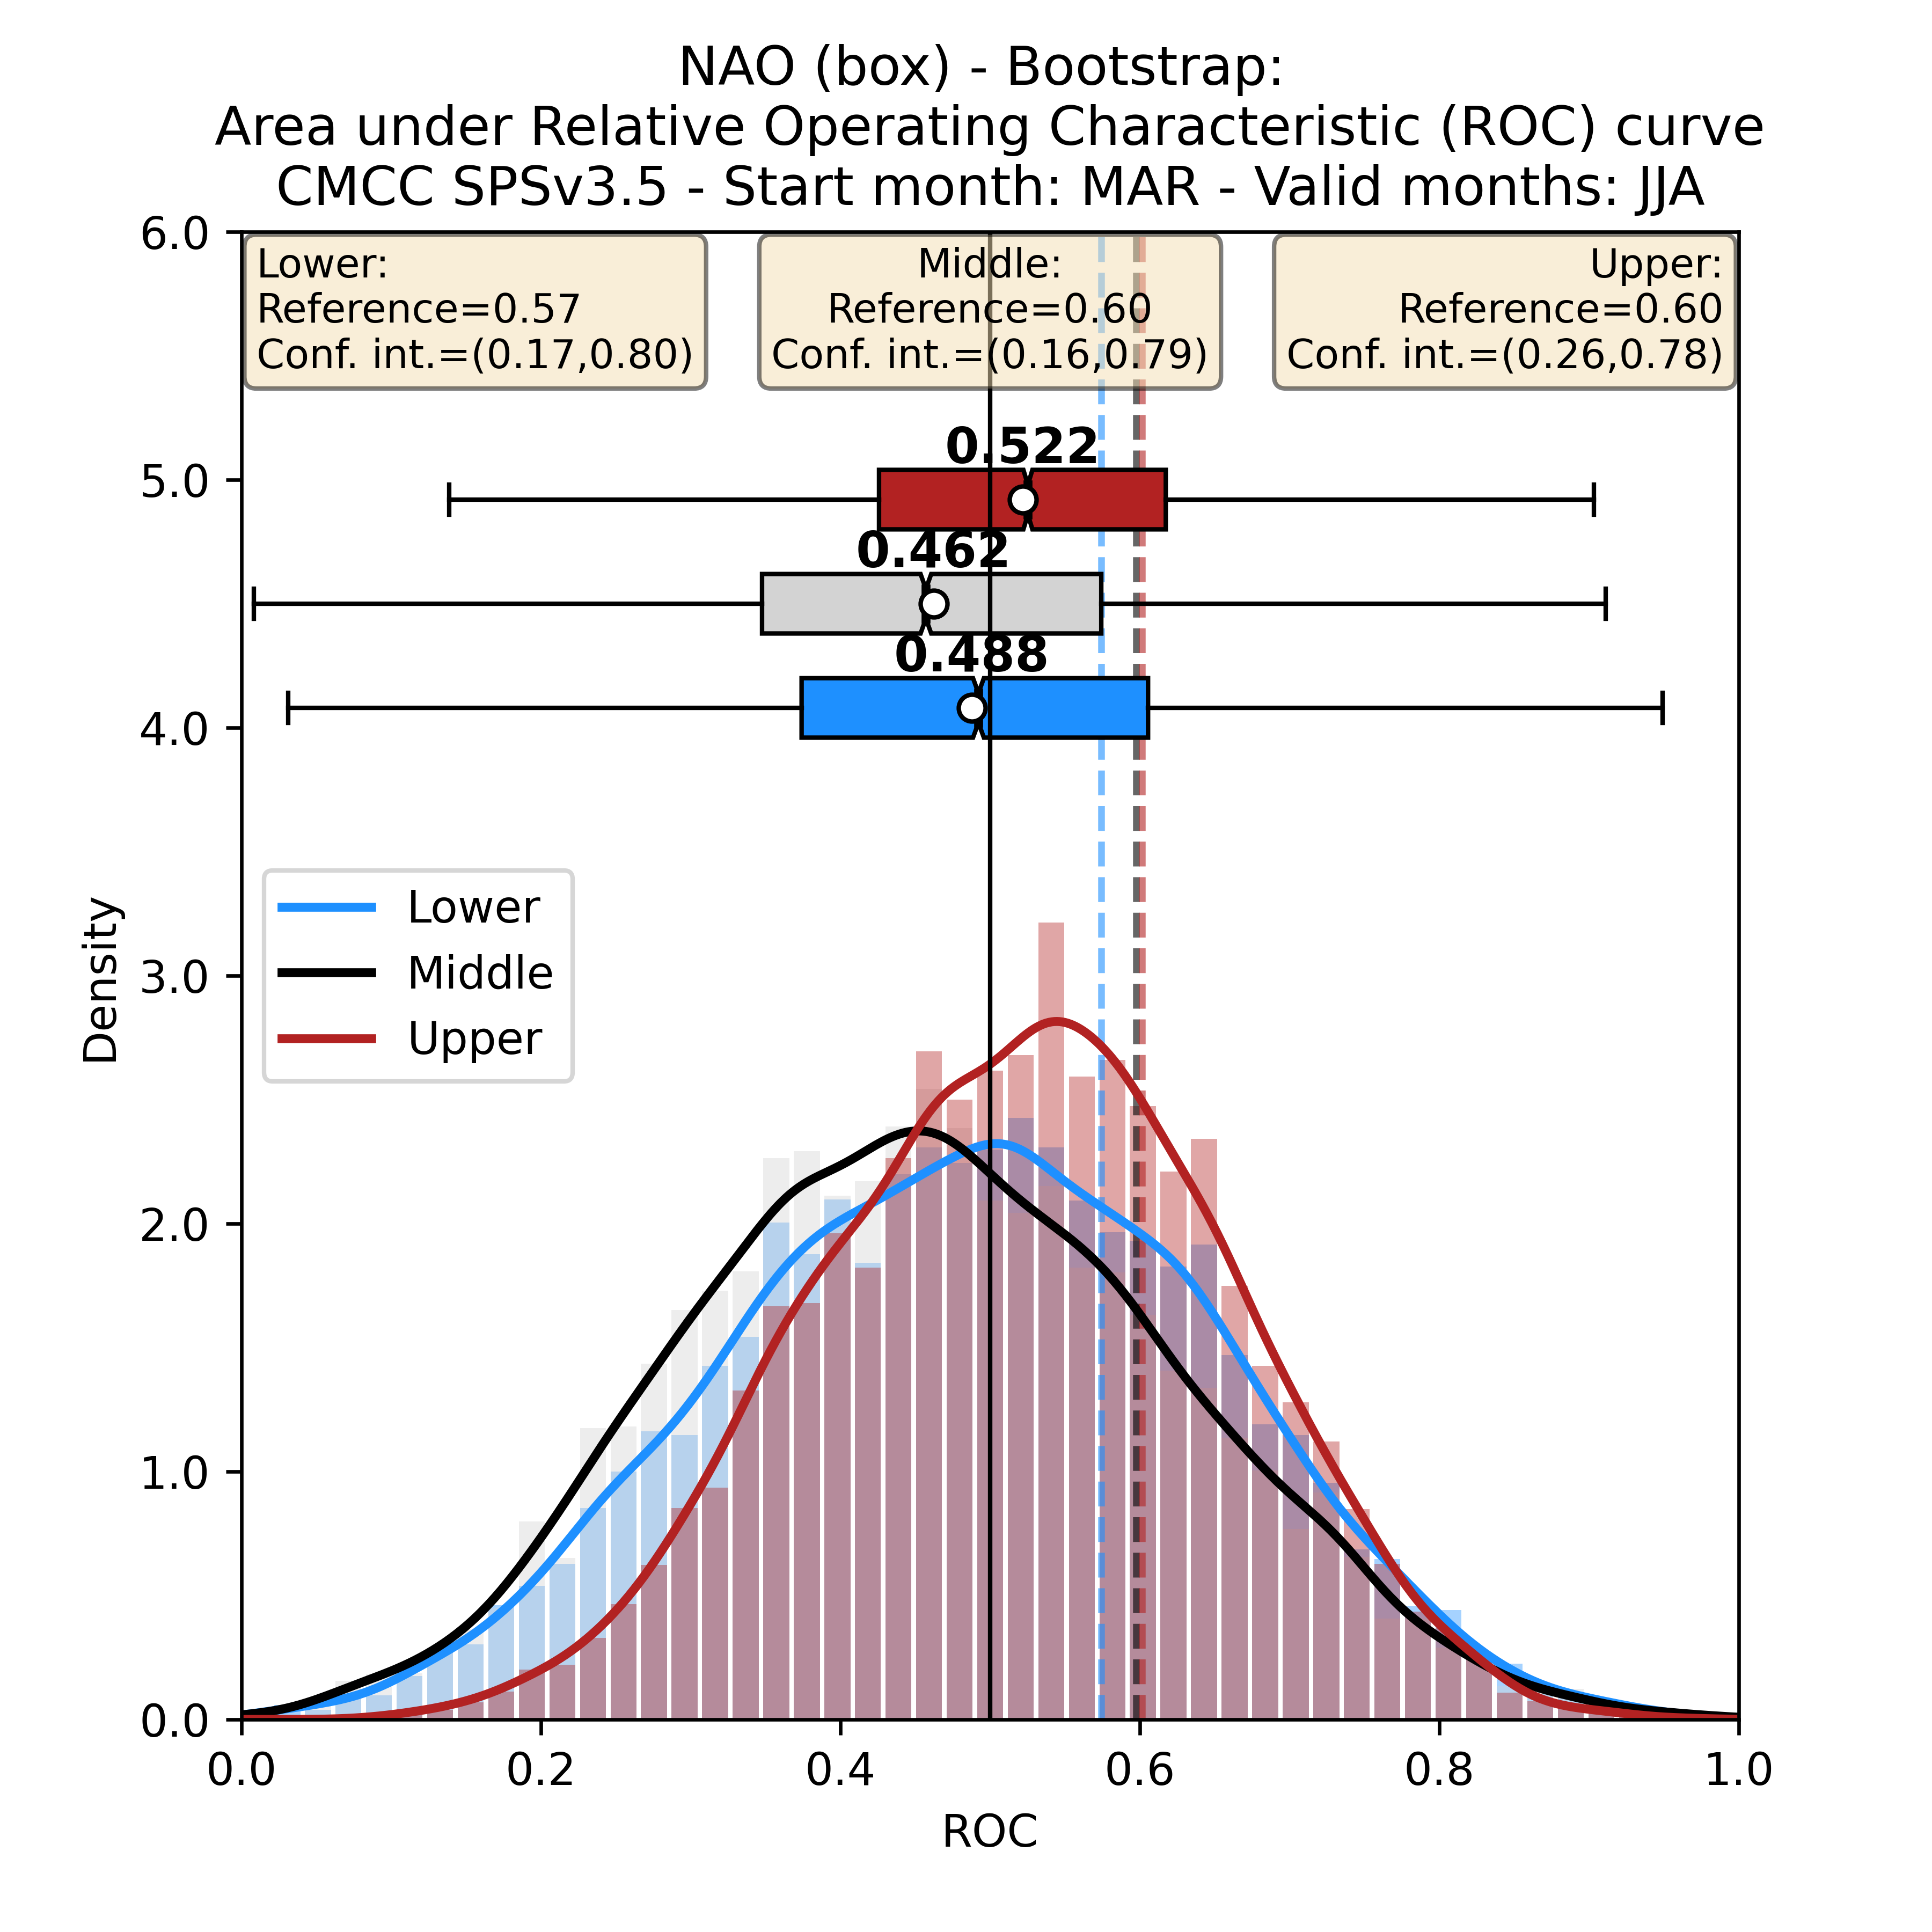 NAO (box) - Bootstrap:
Area under Relative Operating Characteristic (ROC) curve
CMCC SPSv3.5 - Start month: MAR - Valid months: JJA
6.0
Lower:
Reference=0.57
Conf. int.=(0.17,0.80)
Middle:
Reference=0.60
Conf. int.=(0.16,0.79)
Upper:
Reference=0.60
Conf. int.=(0.26,0.78)
0.522
5.0
0.462
0.488
4.0
Lower
Middle
Upper
3.0
Density
2.0
1.0
0.0
0.0 0.2 0.4 0.6 0.8 1.0
ROC